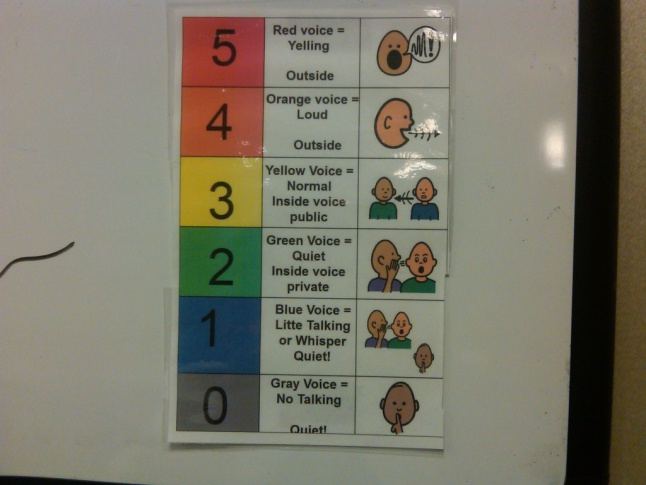 5
Red voice =
Yelling
Outside
!
4
Orange voice =
Loud
Outside
3
Yellow Voice =
Normal
Inside voice
public
2
Green Voice =
Quiet
Inside voice
private
1
Blue Voice =
Litte Talking
or Whisper
Quiet!
0
Gray Voice =
No Talking
Quiet!